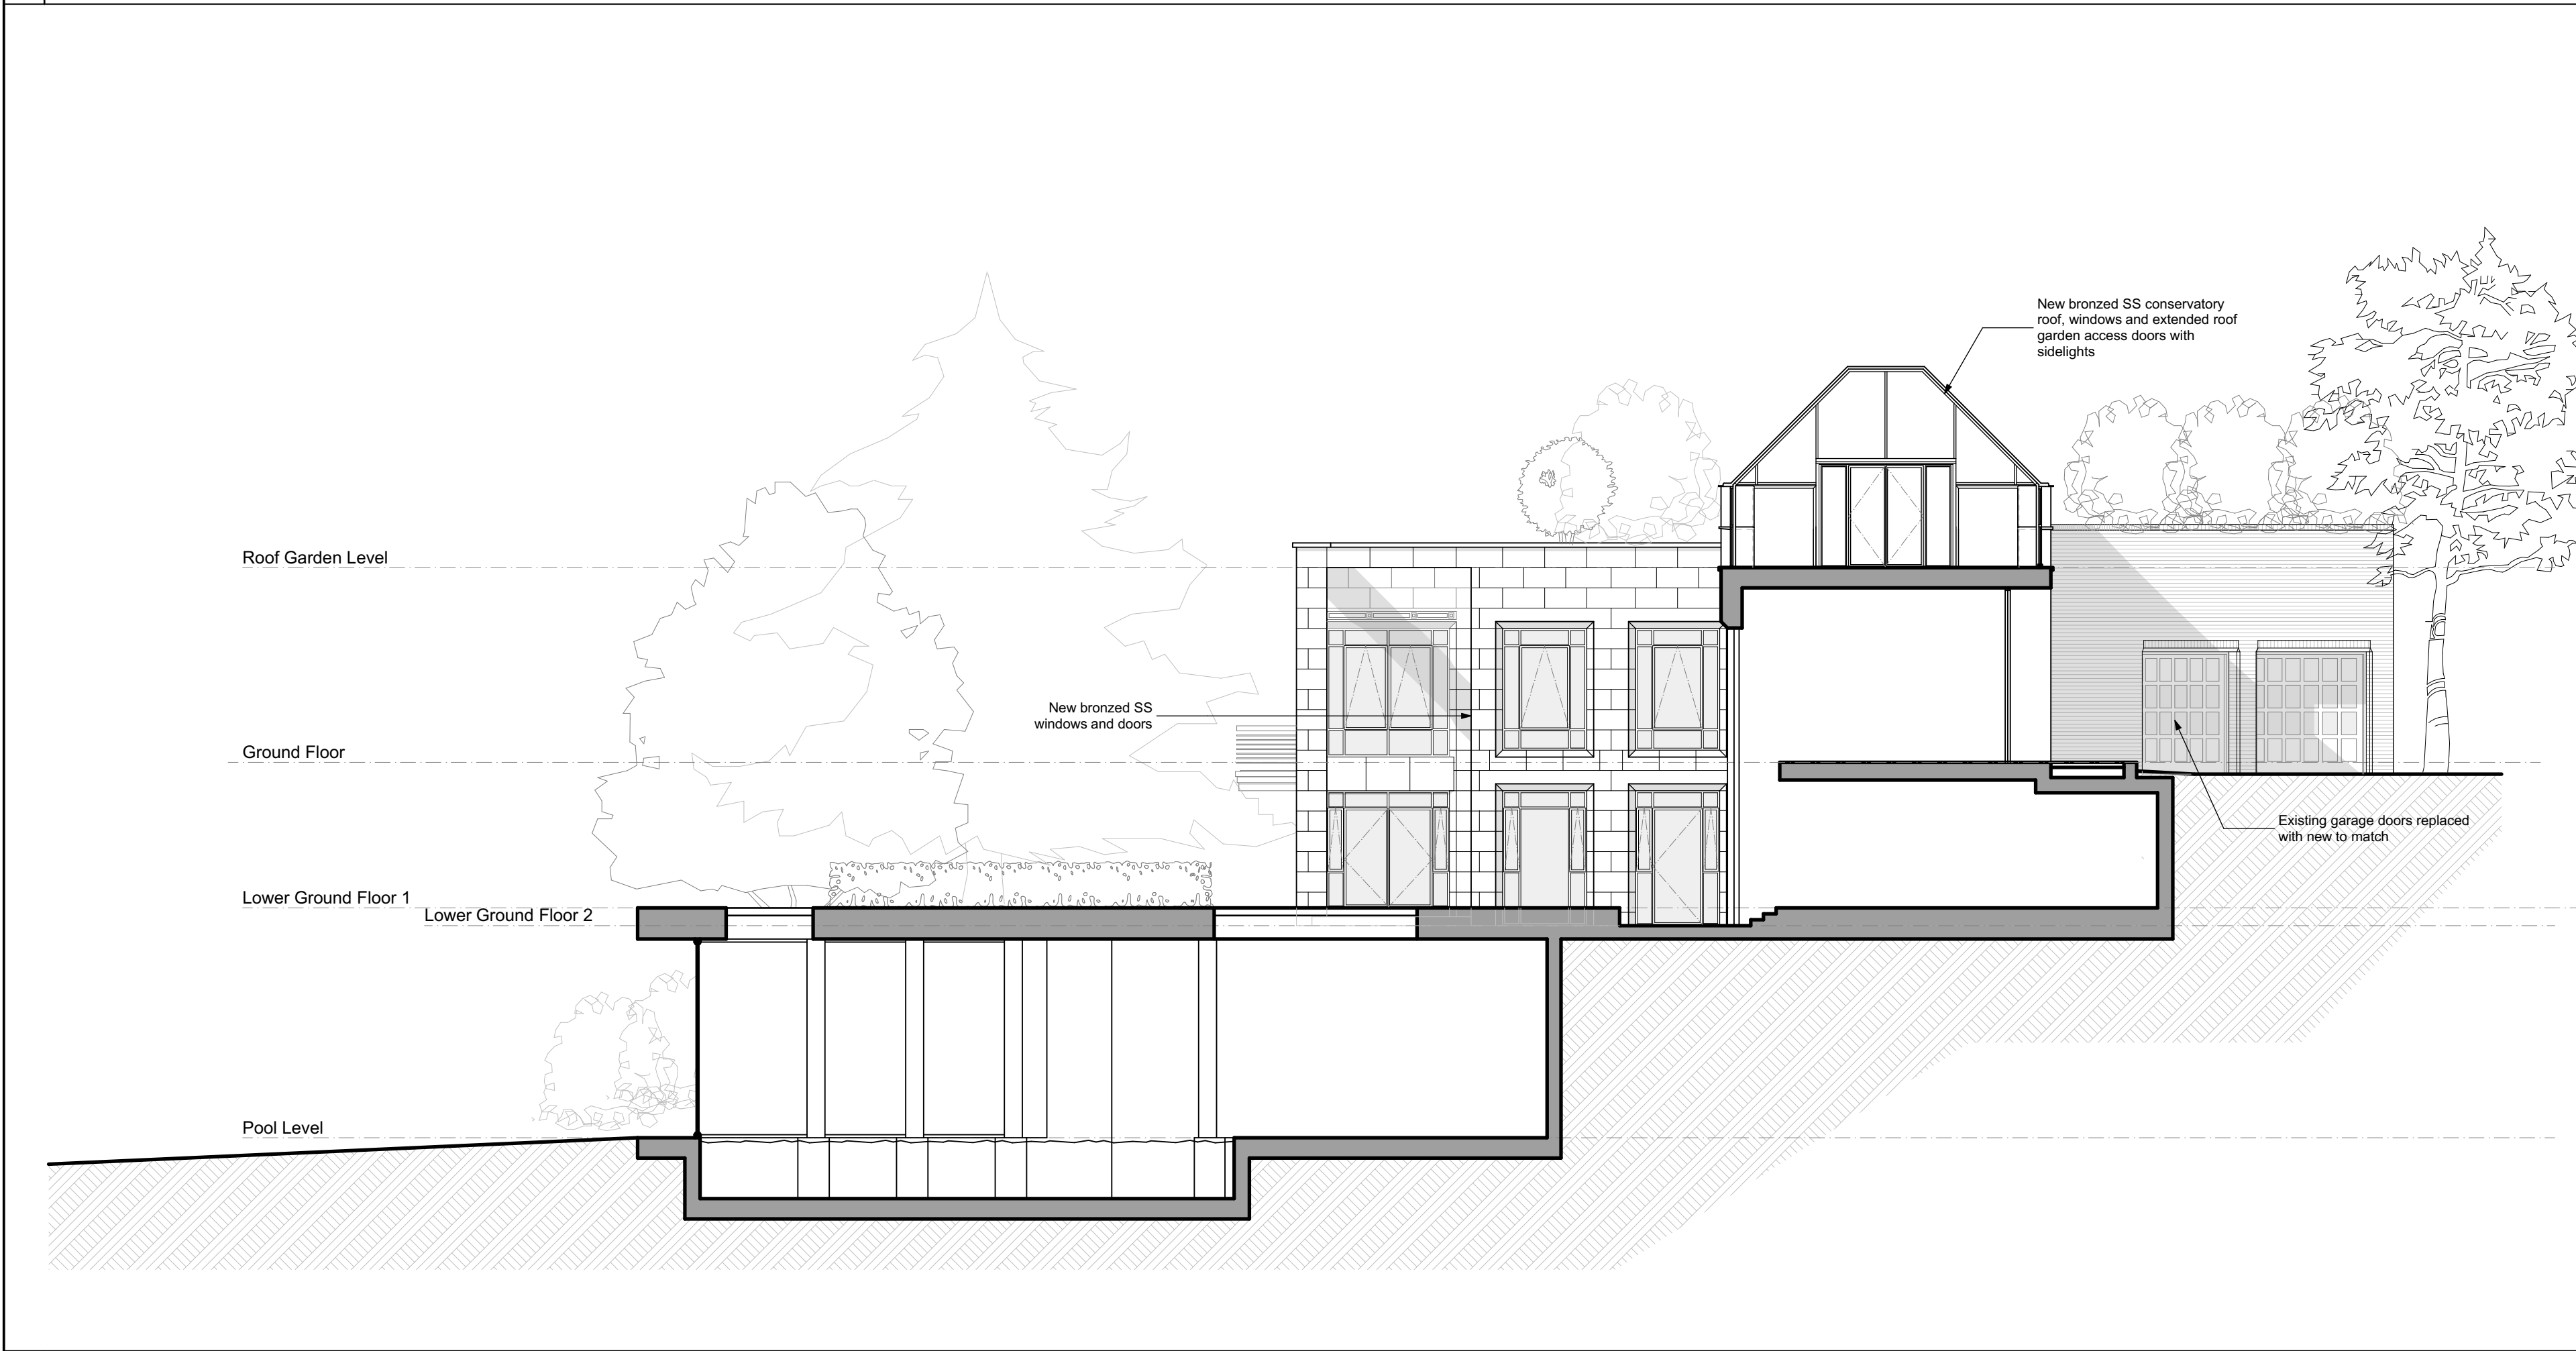 New bronzed SS conservatory
roof, windows and extended roof
garden access doors with
sidelights
Roof Garden Level
New bronzed SS
windows and doors
Ground Floor
Existing garage doors replaced
with new to match
Lower Ground Floor 1
Lower Ground Floor 2
Pool Level